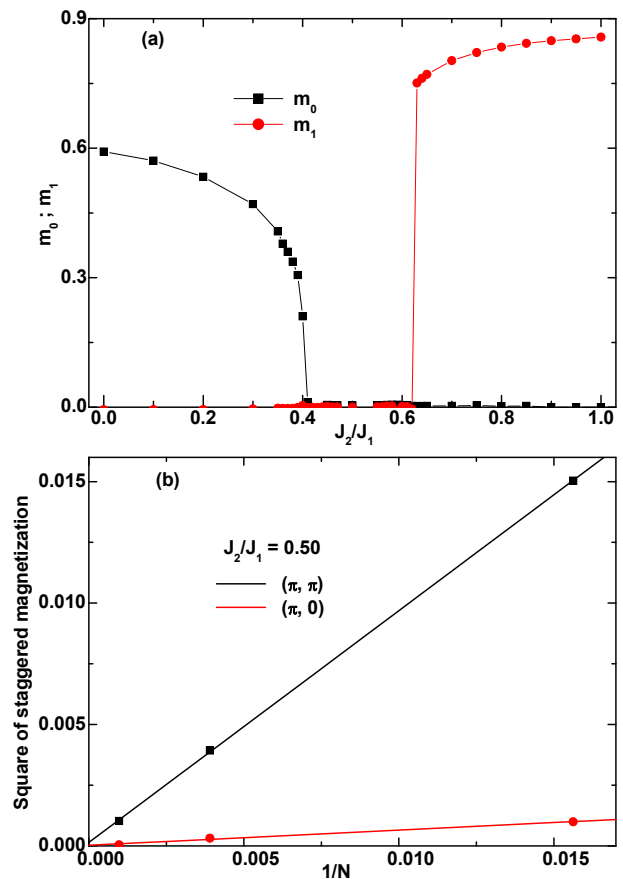 (a)
m0
m1
0.9
0.6
0.3
0.0
m0 ; m1
0.0
0.2
0.4
0.6
0.8
1.0
J2/J1
(b)
J2/J1 = 0.50
(π, π)
(π, 0)
0.015
0.010
0.005
0.000
Square of staggered magnetization
0.000
0.005
0.010
0.015
1/N